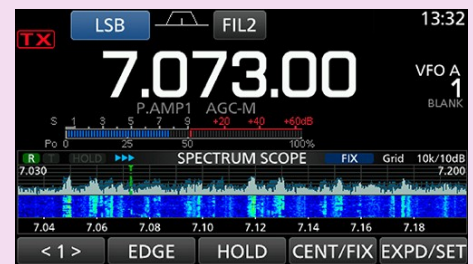 LSB FIL2 13:32
TX
7.073.00 VFO A
1
P.AMP1 AGC-M BLANK
S 1 3 5 7 9 +20 +40 +60dB
Po 0 25 50 100%
R T HOLD SPECTRUM SCOPE FIX Grid 10k/10dB
7.030 7.200
7.04 7.06 7.08 7.10 7.12 7.14 7.16 7.18
< 1 > EDGE HOLD CENT/FIX EXPD/SET